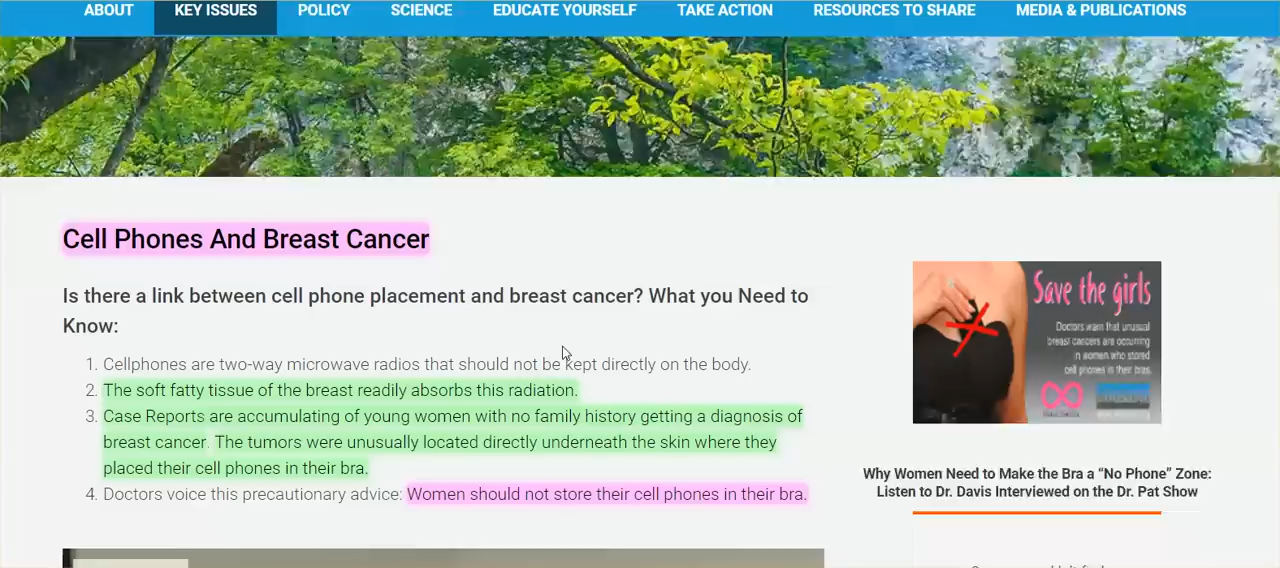 ABOUT KEY ISSUES POLICY SCIENCE EDUCATE YOURSELF TAKE ACTION RESOURCES TO SHARE MEDIA & PUBLICATIONS
Cell Phones And Breast Cancer
Is there a link between cell phone placement and breast cancer? What you Need to
Know:
1. Cellphones are two-way microwave radios that should not be kept directly on the body.
2. The soft fatty tissue of the breast readily absorbs this radiation.
3. Case Reports are accumulating of young women with no family history getting a diagnosis of
breast cancer. The tumors were unusually located directly underneath the skin where they
placed their cell phones in their bra.
4. Doctors voice this precautionary advice: Women should not store their cell phones in their bra.
Save the girls
Doctors warn that unusual
breast cancers are occurring
in women who stored
cell phones in their bras.
Why Women Need to Make the Bra a “No Phone” Zone:
Listen to Dr. Davis Interviewed on the Dr. Pat Show